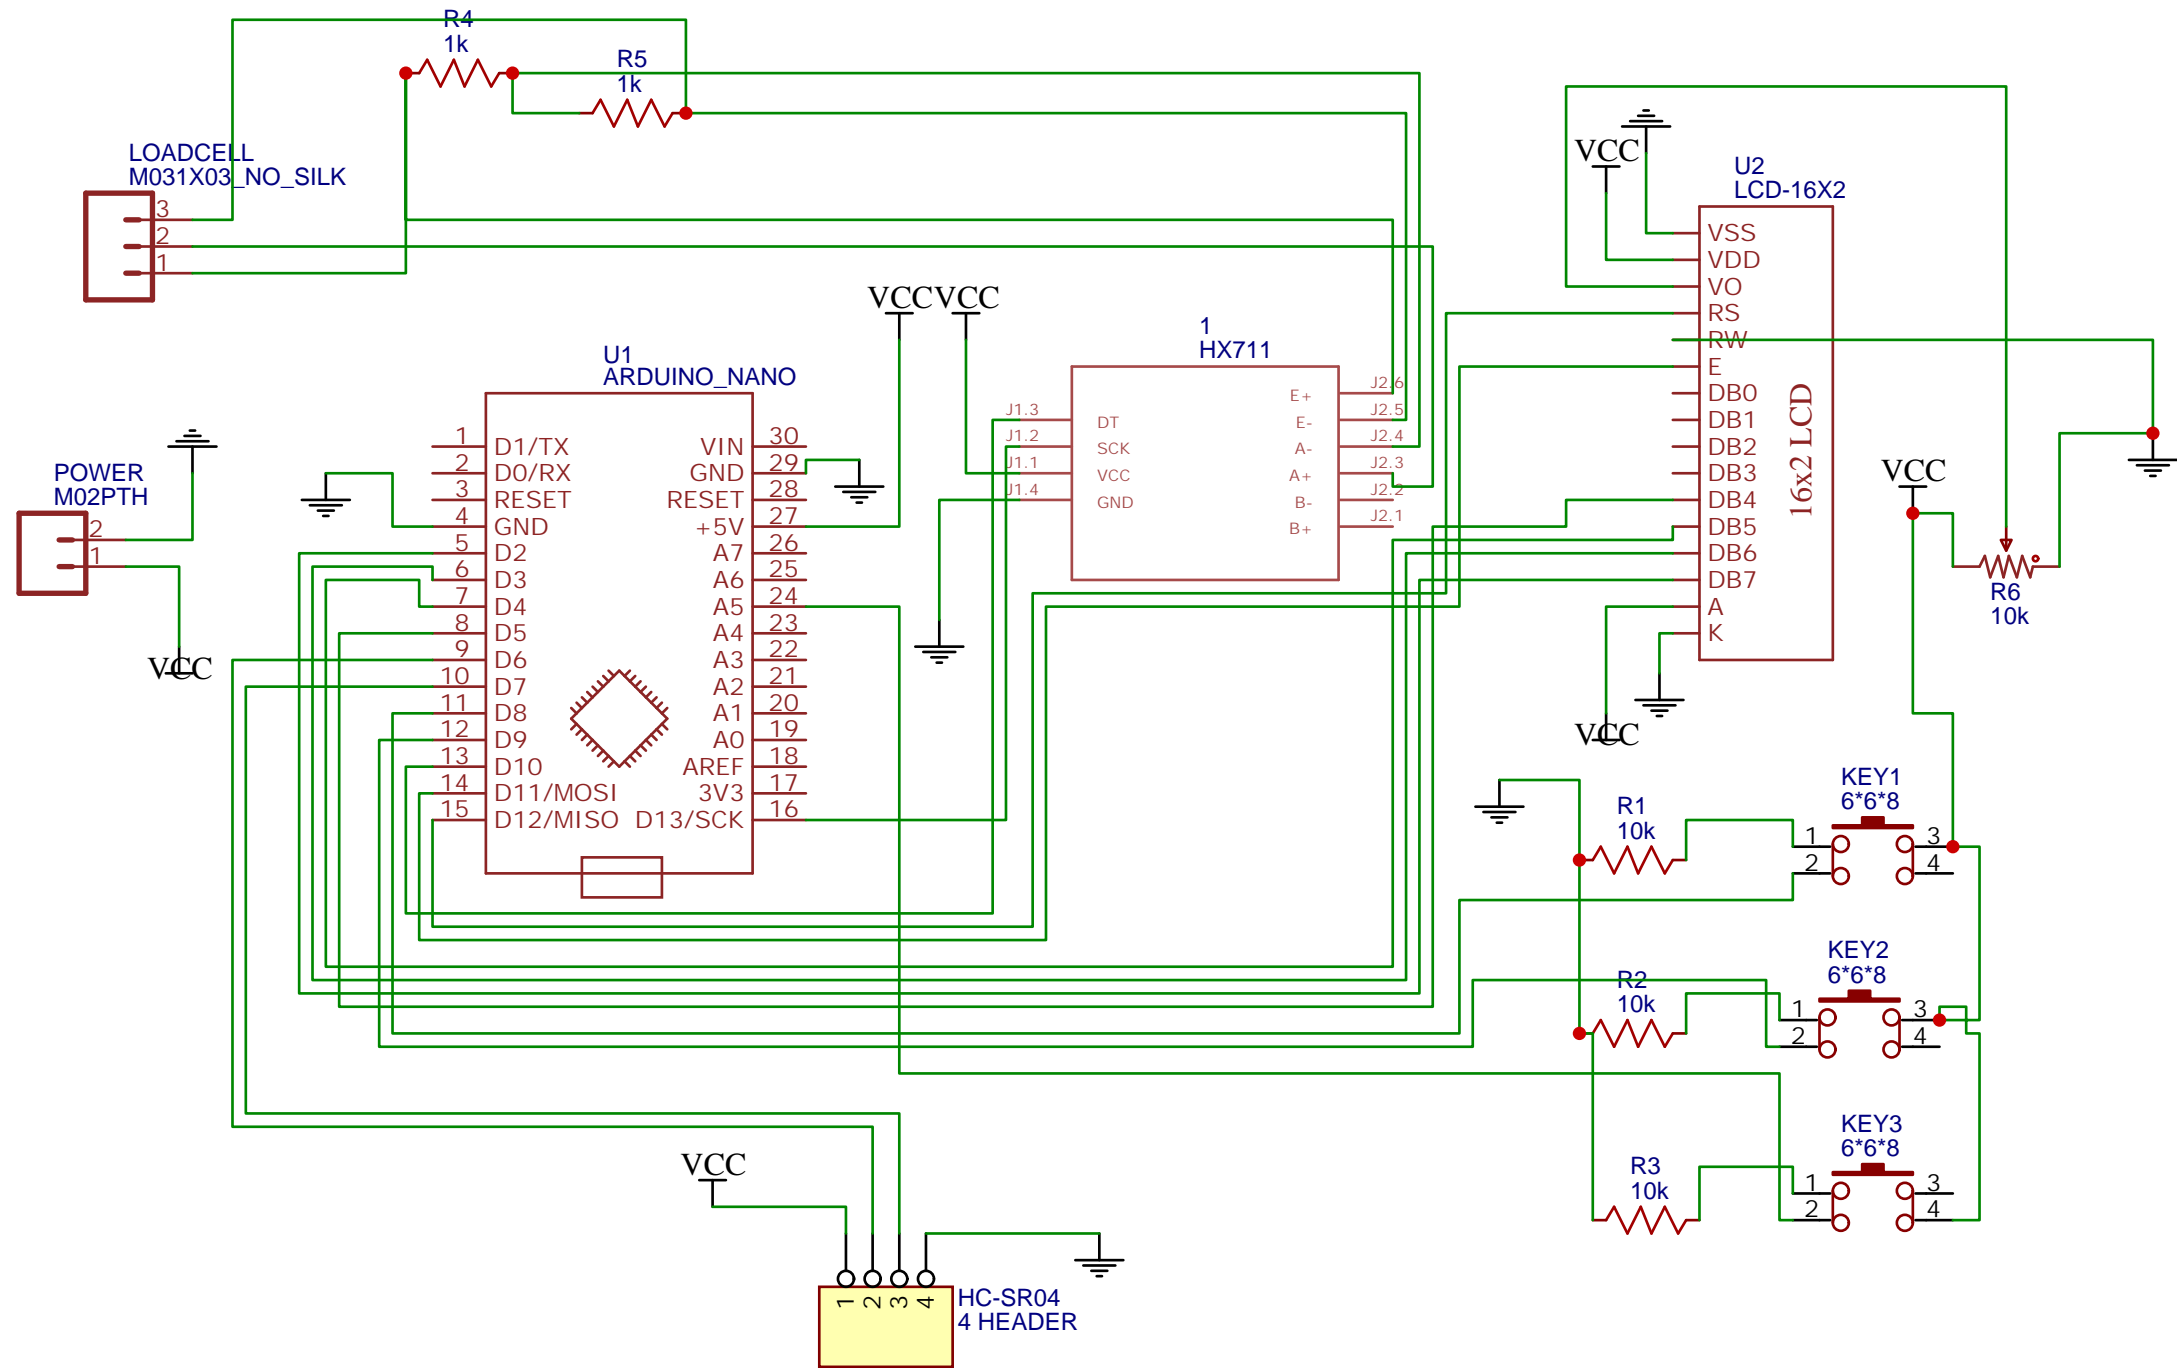 R4
1k
R5
1k
LOADCELL
M031X03_NO_SILK
3
2
1
POWER
M02PTH
2
1
VCC
U1
ARDUINO_NANO
1 D1/TX
2 D0/RX
3 RESET
4 GND
5 D2
6 D3
7 D4
8 D5
9 D6
10 D7
11 D8
12 D9
13 D10
14 D11/MOSI
15 D12/MISO
VIN 30
GND 29
RESET 28
+5V 27
A7 26
A6 25
A5 24
A4 23
A3 22
A2 21
A1 20
A0 19
AREF 18
3V3 17
D13/SCK 16
VCC
VCC
1
HX711
J1.3 DT
J1.2 SCK
J1.1 VCC
J1.4 GND
E+ J2.6
E- J2.5
A- J2.4
A+ J2.3
B- J2.2
B+ J2.1
VCC
U2
LCD-16X2
VSS
VDD
VO
RS
RW
E
DB0
DB1
DB2
DB3
DB4
DB5
DB6
DB7
A
K
16x2 LCD
VCC
VCC
R6
10k
R1
10k
KEY1
6*6*8
1
2
3
4
R2
10k
KEY2
6*6*8
1
2
3
4
R3
10k
KEY3
6*6*8
1
2
3
4
VCC
1
2
3
4
HC-SR04
4 HEADER